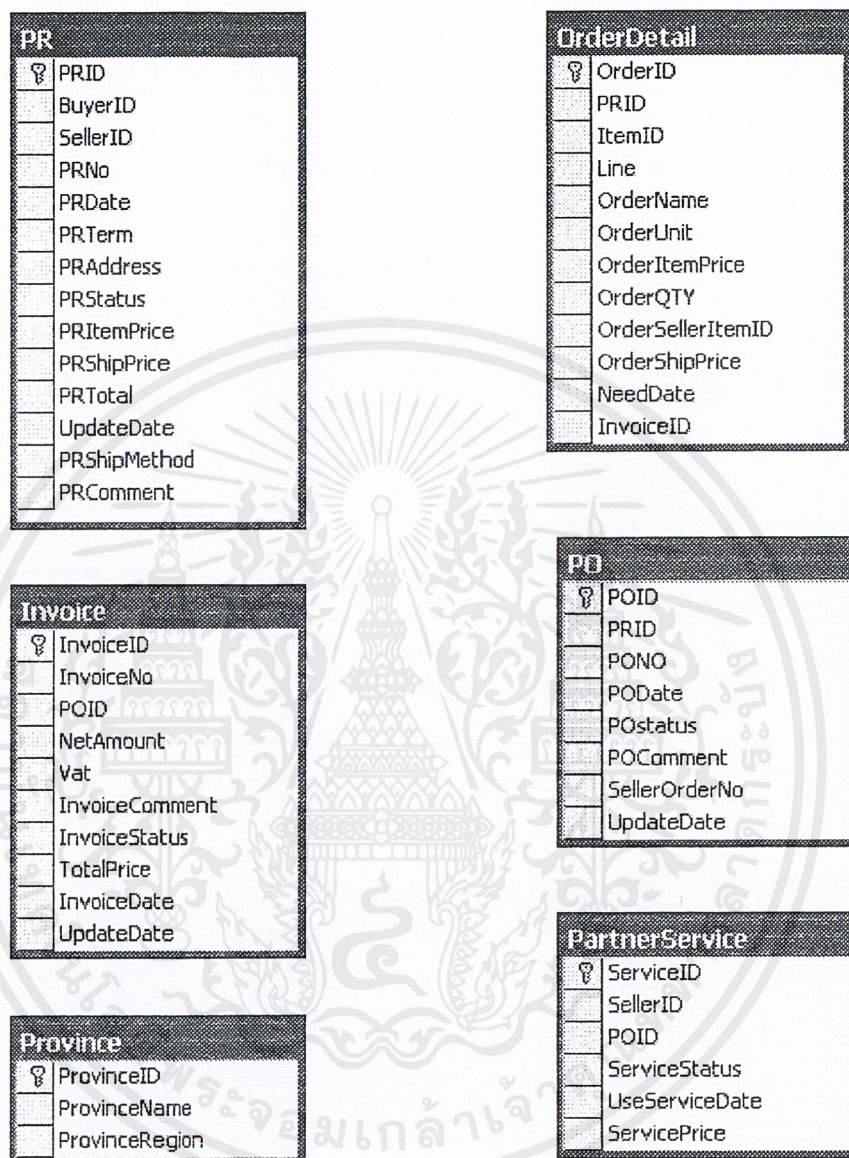 PR
PRID
BuyerID
SellerID
PRNo
PRDate
PRTerm
PRAddress
PRStatus
PRItemPrice
PRShipPrice
PRTotal
UpdateDate
PRShipMethod
PRComment
OrderDetail
OrderID
PRID
ItemID
Line
OrderName
OrderUnit
OrderItemPrice
OrderQTY
OrderSellerItemID
OrderShipPrice
NeedDate
InvoiceID
Invoice
InvoiceID
InvoiceNo
POID
NetAmount
Vat
InvoiceComment
InvoiceStatus
TotalPrice
InvoiceDate
UpdateDate
PO
POID
PRID
PONO
PODate
POstatus
POComment
SellerOrderNo
UpdateDate
Province
ProvinceID
ProvinceName
ProvinceRegion
PartnerService
ServiceID
SellerID
POID
ServiceStatus
UseServiceDate
ServicePrice